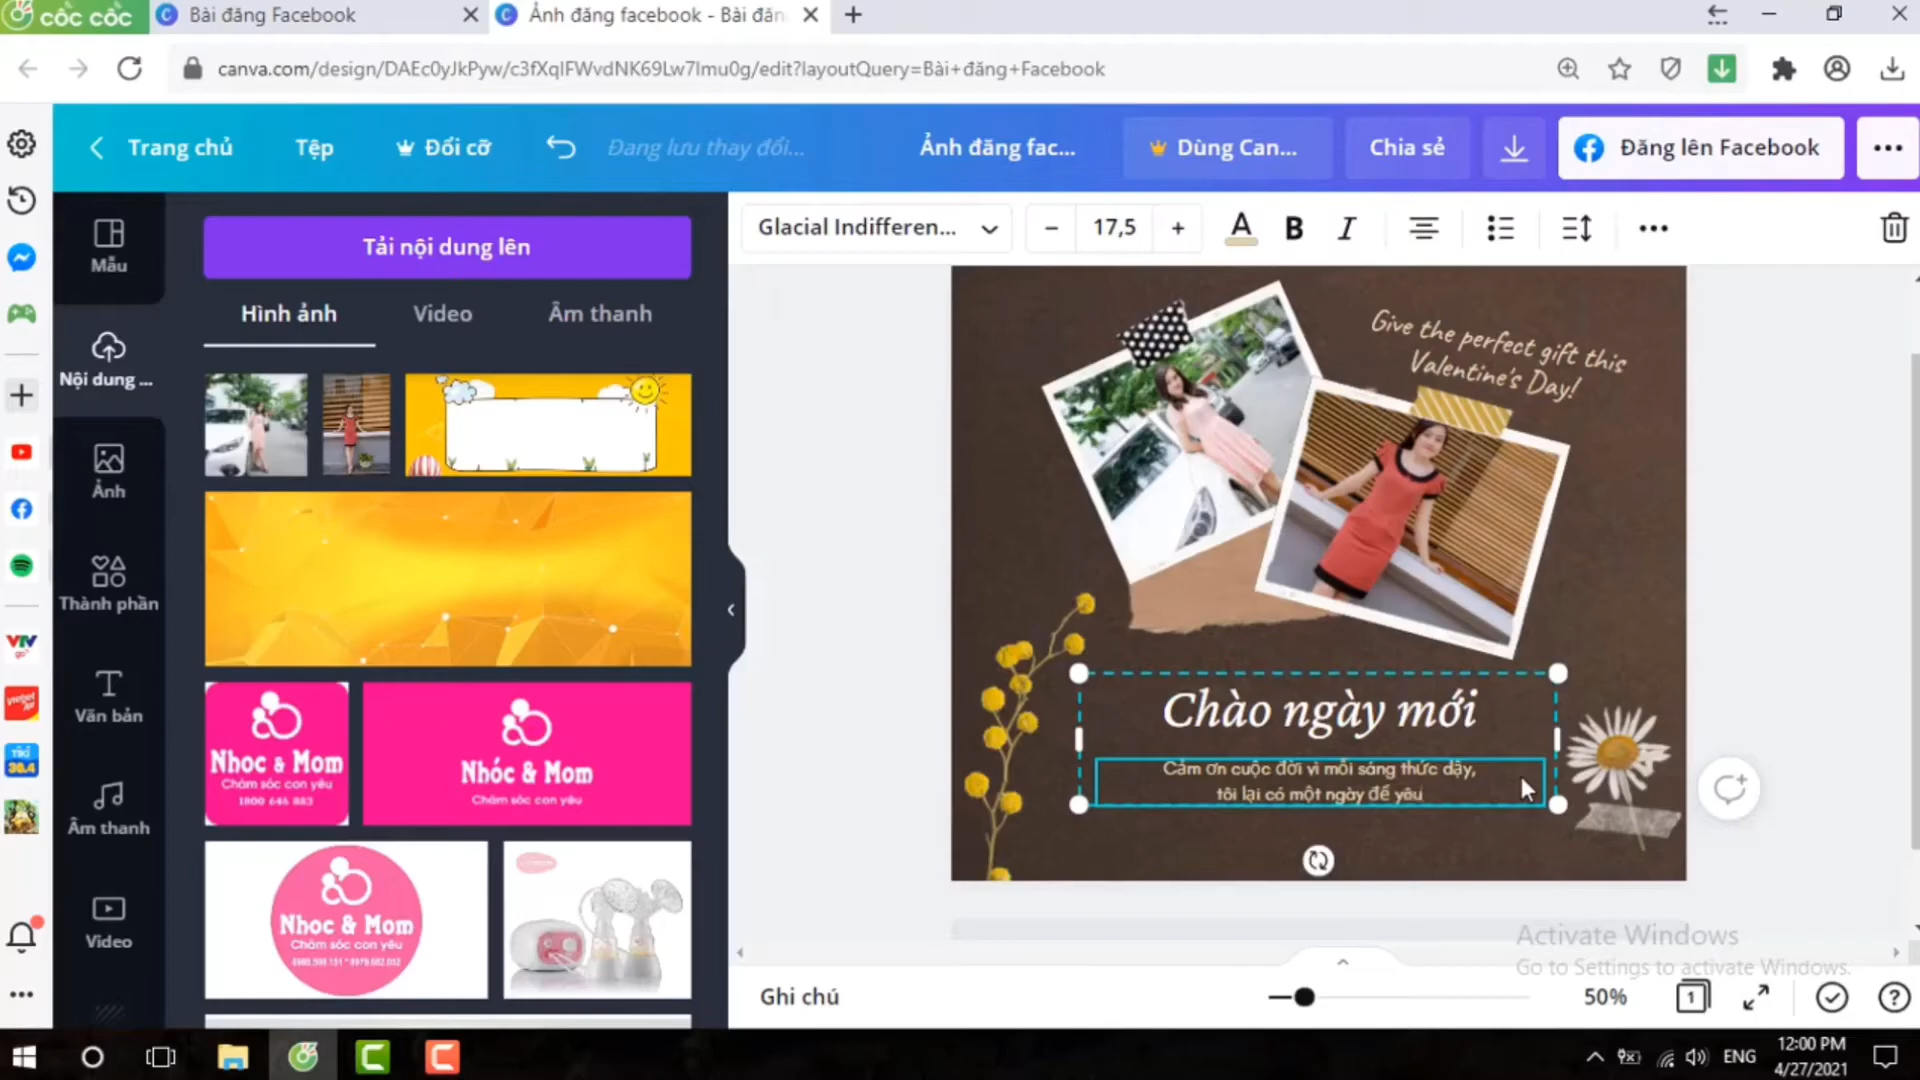 cốc cốc
Bài đăng Facebook
Ảnh đăng facebook - Bài đăn
canva.com/design/DAEc0yJkPyw/c3fXqlFWvdNK69Lw7lmu0g/edit?layoutQuery=Bài+đăng+Facebook
Trang chủ
Tệp
Đổi cỡ
Đang lưu thay đổi...
Ảnh đăng fac...
Dùng Can...
Chia sẻ
Đăng lên Facebook
Mẫu
Nội dung ...
Ảnh
Thành phần
Văn bản
Âm thanh
Video
Tải nội dung lên
Hình ảnh
Video
Âm thanh
Nhoc & Mom
Chăm sóc con yêu
Nhóc & Mom
Chăm sóc con yêu
Nhoc & Mom
Chăm sóc con yêu
Glacial Indifferen...
17,5
A
B
I
Give the perfect gift this
Valentine's Day!
Chào ngày mới
Cảm ơn cuộc đời vì mỗi sáng thức dậy,
tôi lại có một ngày để yêu
Activate Windows
Go to Settings to activate Windows.
Ghi chú
50%
1
VTV
go
ENG
12:00 PM
4/27/2021